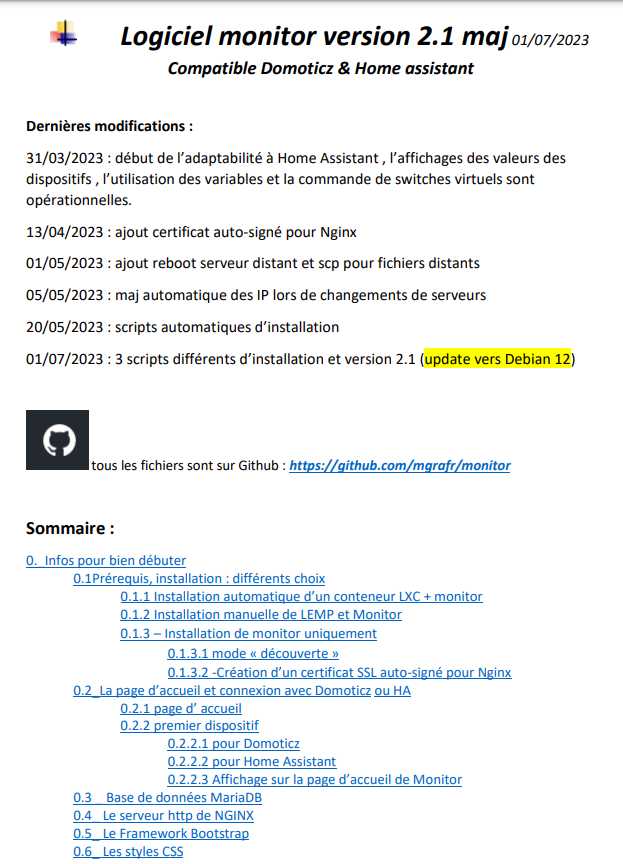 Logiciel monitor version 2.1 maj 01/07/2023
Compatible Domoticz & Home assistant
Dernières modifications :
31/03/2023 : début de l'adaptabilité à Home Assistant , l'affichages des valeurs des
dispositifs , l'utilisation des variables et la commande de switches virtuels sont
opérationnelles.
13/04/2023 : ajout certificat auto-signé pour Nginx
01/05/2023 : ajout reboot serveur distant et scp pour fichiers distants
05/05/2023 : maj automatique des IP lors de changements de serveurs
20/05/2023 : scripts automatiques d'installation
01/07/2023 : 3 scripts différents d'installation et version 2.1 (update vers Debian 12)
tous les fichiers sont sur Github : https://github.com/mgrafr/monitor
Sommaire :
0._Infos pour bien débuter
0.1Prérequis, installation : différents choix
0.1.1 Installation automatique d'un conteneur LXC + monitor
0.1.2 Installation manuelle de LEMP et Monitor
0.1.3 – Installation de monitor uniquement
0.1.3.1 mode « découverte »
0.1.3.2 -Création d'un certificat SSL auto-signé pour Nginx
0.2_La page d'accueil et connexion avec Domoticz ou HA
0.2.1 page d' accueil
0.2.2 premier dispositif
0.2.2.1 pour Domoticz
0.2.2.2 pour Home Assistant
0.2.2.3 Affichage sur la page d'accueil de Monitor
0.3 _ Base de données MariaDB
0.4_ Le serveur http de NGINX
0.5_ Le Framework Bootstrap
0.6_ Les styles CSS